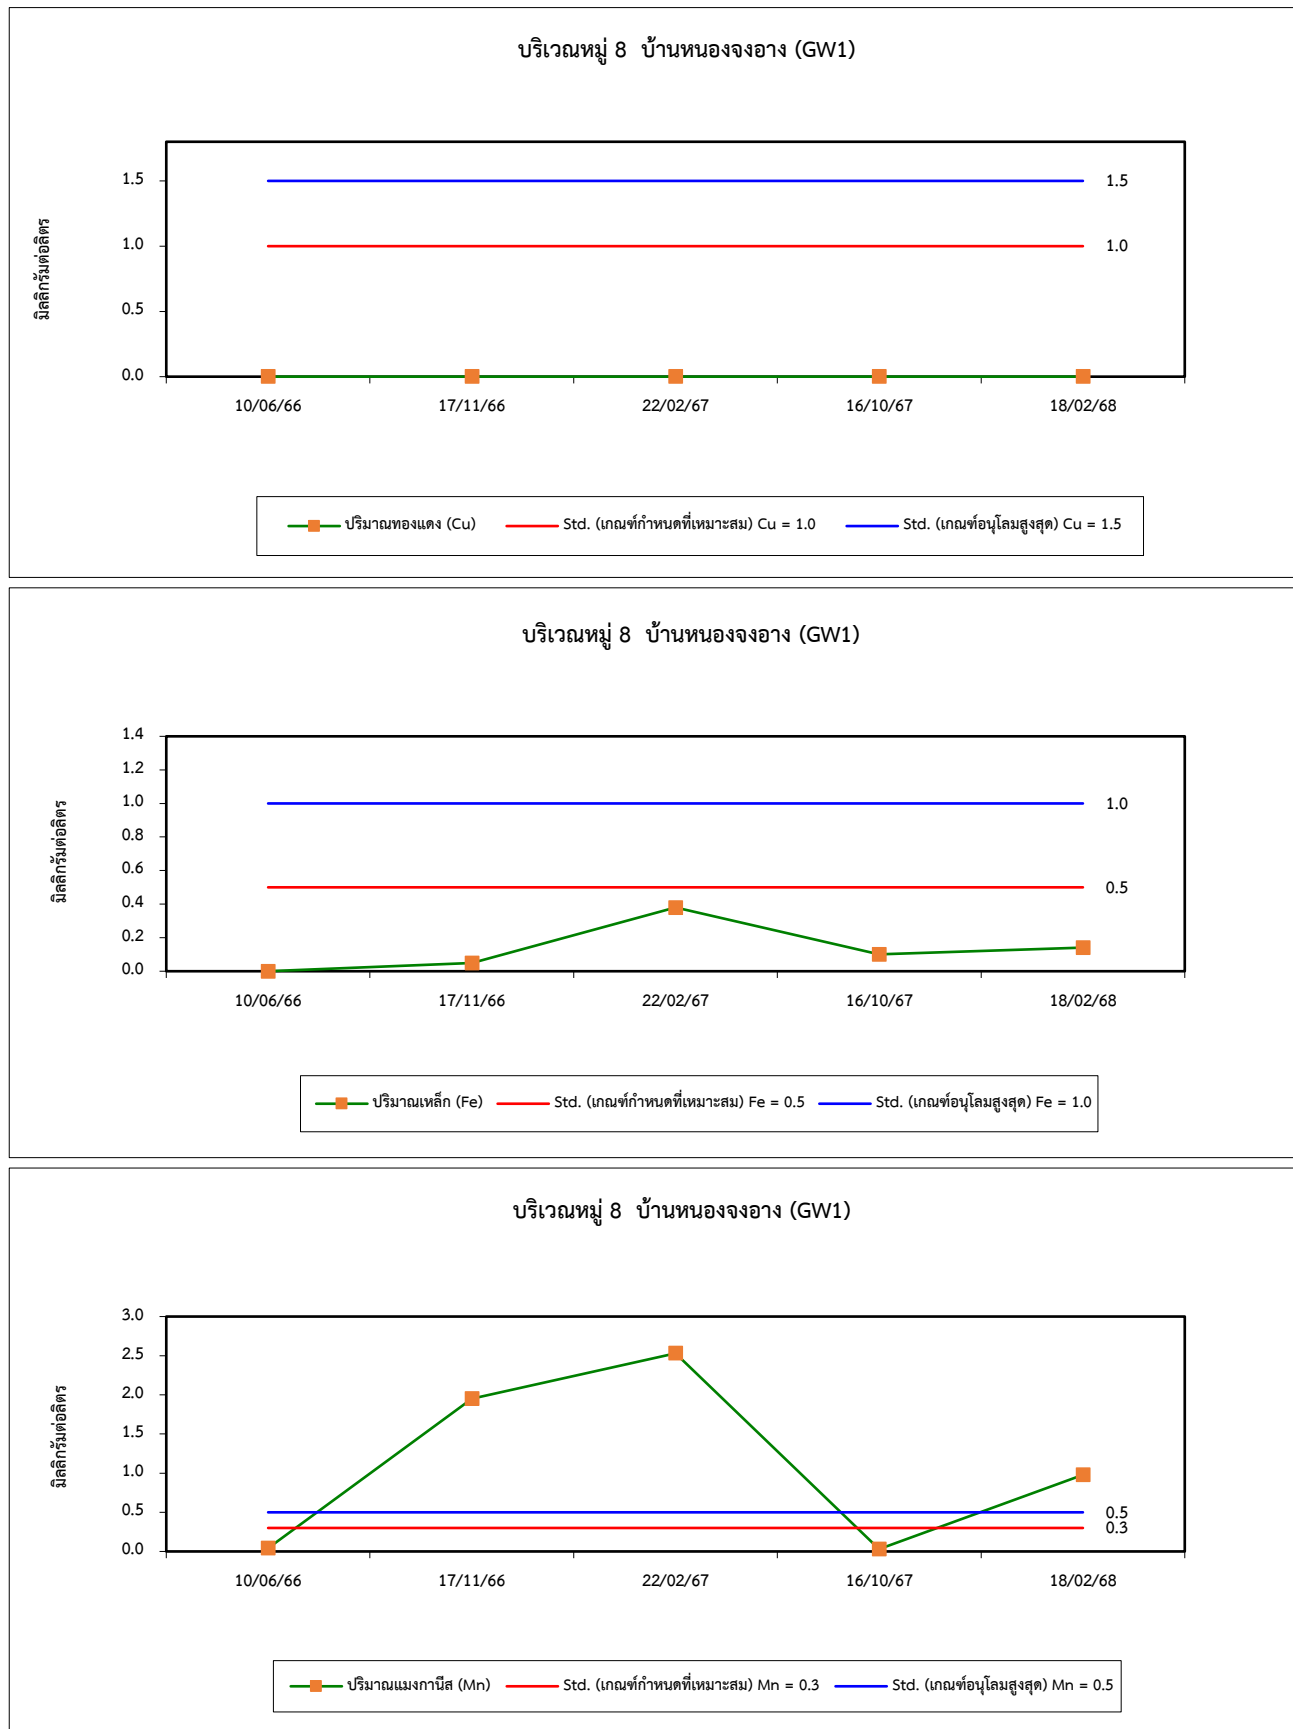 บริเวณหมู่ 8  บ้านหนองจงอาง (GW1)
มิลลิกรัมต่อลิตร
1.5
1.0
0.5
0.0
1.5
1.0
10/06/66 17/11/66 22/02/67 16/10/67 18/02/68
ปริมาณทองแดง (Cu) Std. (เกณฑ์กำหนดที่เหมาะสม) Cu = 1.0 Std. (เกณฑ์อนุโลมสูงสุด) Cu = 1.5
บริเวณหมู่ 8  บ้านหนองจงอาง (GW1)
มิลลิกรัมต่อลิตร
1.4
1.2
1.0
0.8
0.6
0.4
0.2
0.0
1.0
0.5
10/06/66 17/11/66 22/02/67 16/10/67 18/02/68
ปริมาณเหล็ก (Fe) Std. (เกณฑ์กำหนดที่เหมาะสม) Fe = 0.5 Std. (เกณฑ์อนุโลมสูงสุด) Fe = 1.0
บริเวณหมู่ 8  บ้านหนองจงอาง (GW1)
มิลลิกรัมต่อลิตร
3.0
2.5
2.0
1.5
1.0
0.5
0.0
0.5
0.3
10/06/66 17/11/66 22/02/67 16/10/67 18/02/68
ปริมาณแมงกานีส (Mn) Std. (เกณฑ์กำหนดที่เหมาะสม) Mn = 0.3 Std. (เกณฑ์อนุโลมสูงสุด) Mn = 0.5